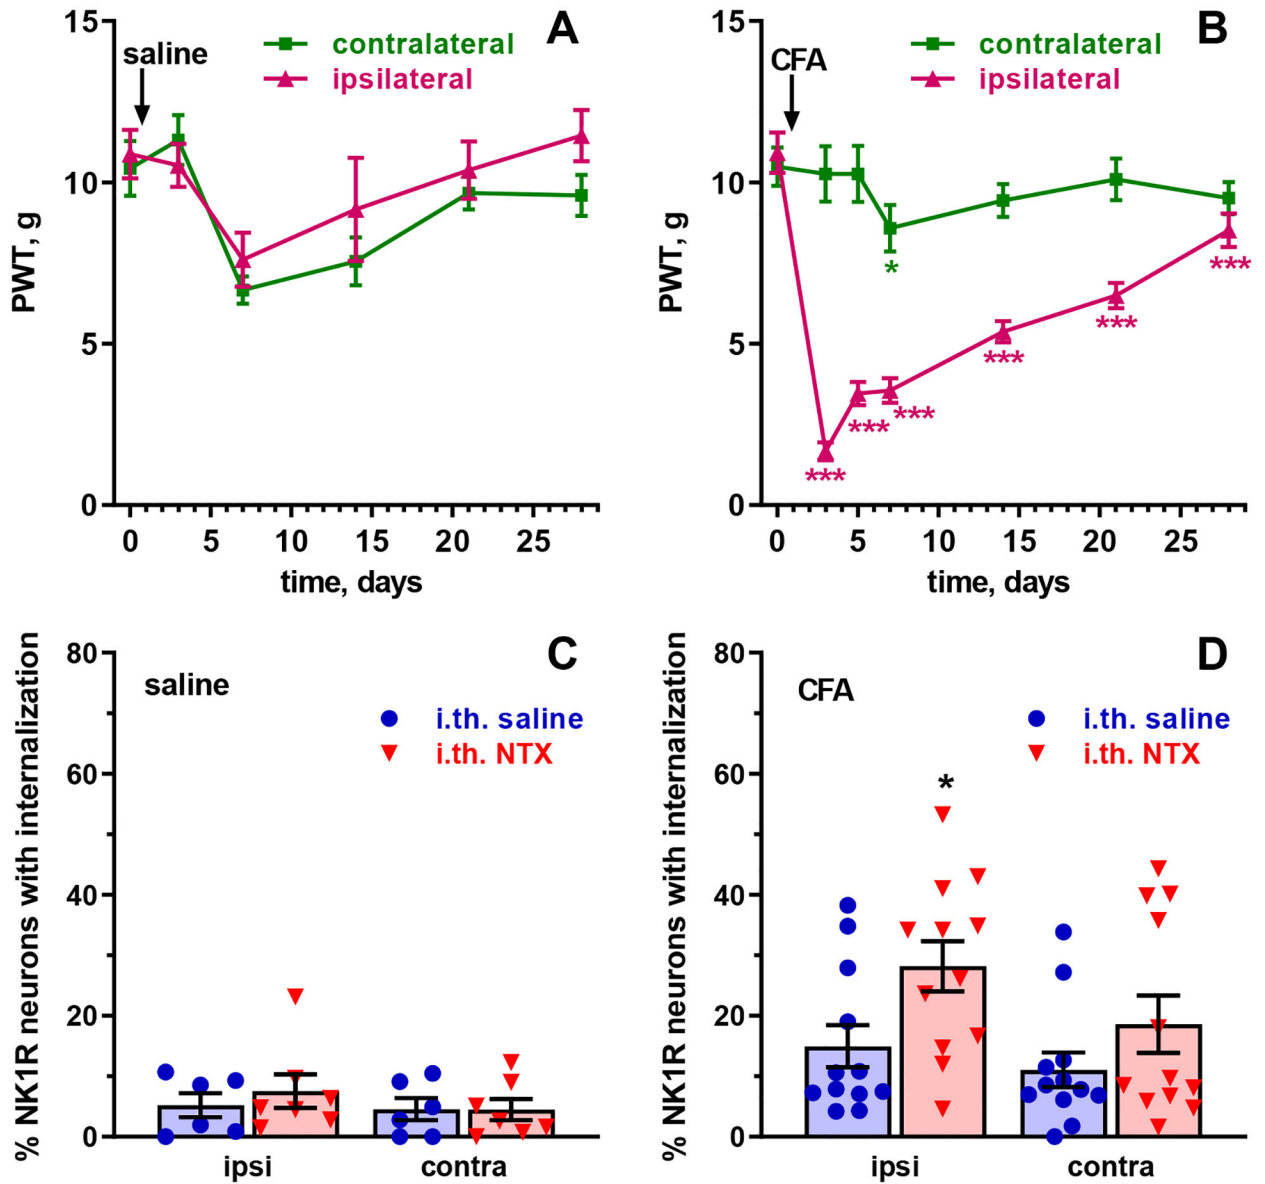 A
contralateral
ipsilateral
saline
15
10
5
0
PWT, g
0 5 10 15 20 25
time, days
B
contralateral
ipsilateral
CFA
15
10
5
0
PWT, g
*
***
***
***
***
***
***
0 5 10 15 20 25
time, days
C
saline
i.th. saline
i.th. NTX
80
60
40
20
0
% NK1R neurons with internalization
ipsi contra
D
CFA
i.th. saline
i.th. NTX
*
80
60
40
20
0
% NK1R neurons with internalization
ipsi contra